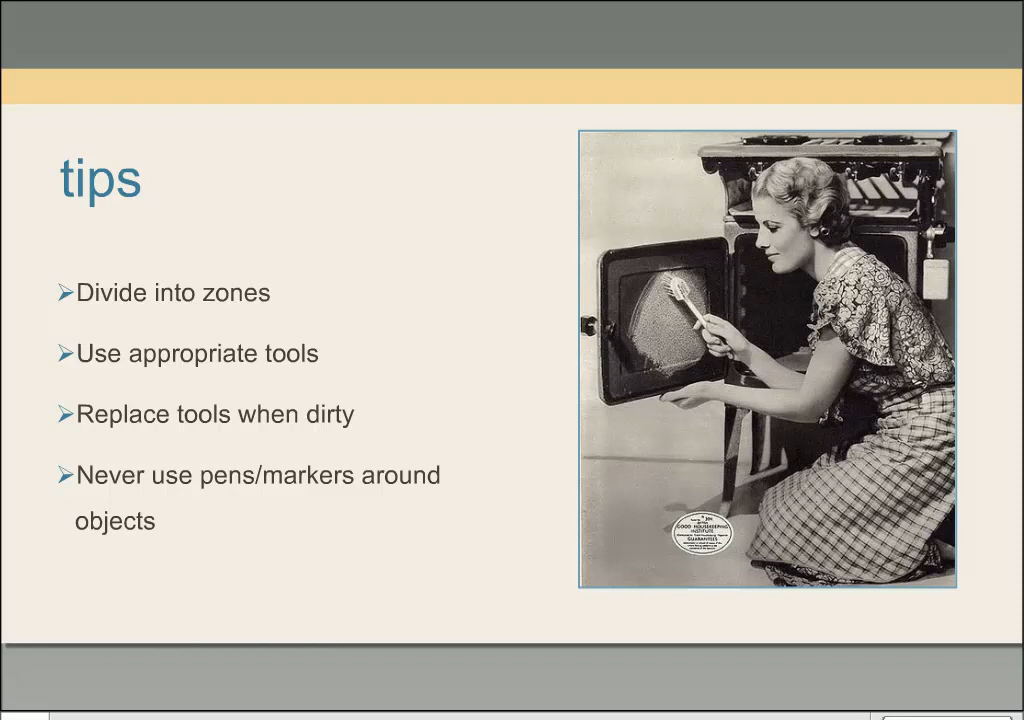 tips
➢Divide into zones
➢Use appropriate tools
➢Replace tools when dirty
➢Never use pens/markers around
objects
GOOD HOUSEKEEPING
INSTITUTE
GUARANTEES